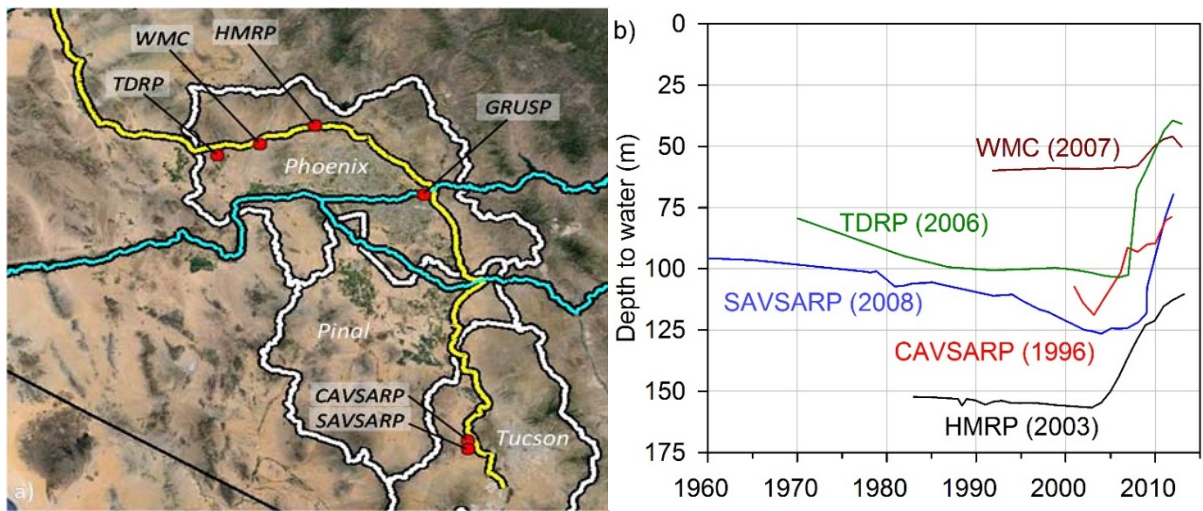 WMC
HMRP
TDRP
GRUSP
Phoenix
Pinal
CAVSARP
SAVSARP
Tucson
a)
b)
Depth to water (m)
0
25
50
75
100
125
150
175
WMC (2007)
TDRP (2006)
SAVSARP (2008)
CAVSARP (1996)
HMRP (2003)
1960 1970 1980 1990 2000 2010